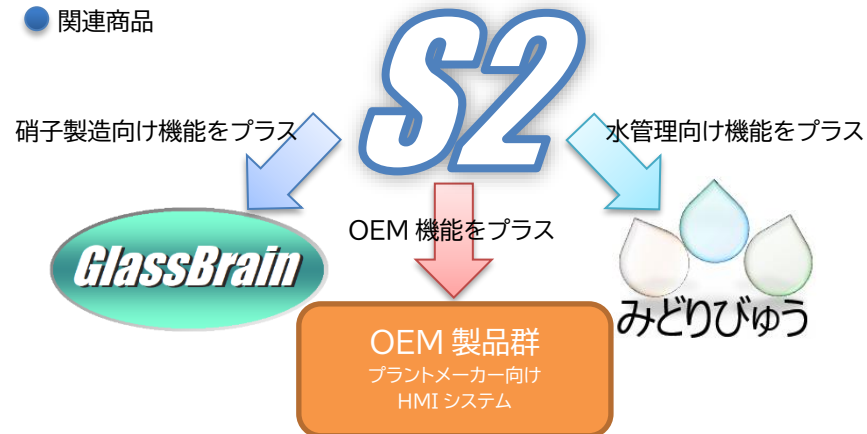 関連商品
S2
硝子製造向け機能をプラス
水管理向け機能をプラス
OEM 機能をプラス
GlassBrain
みどりびゅう
OEM 製品群
プラントメーカー向け
HMI システム